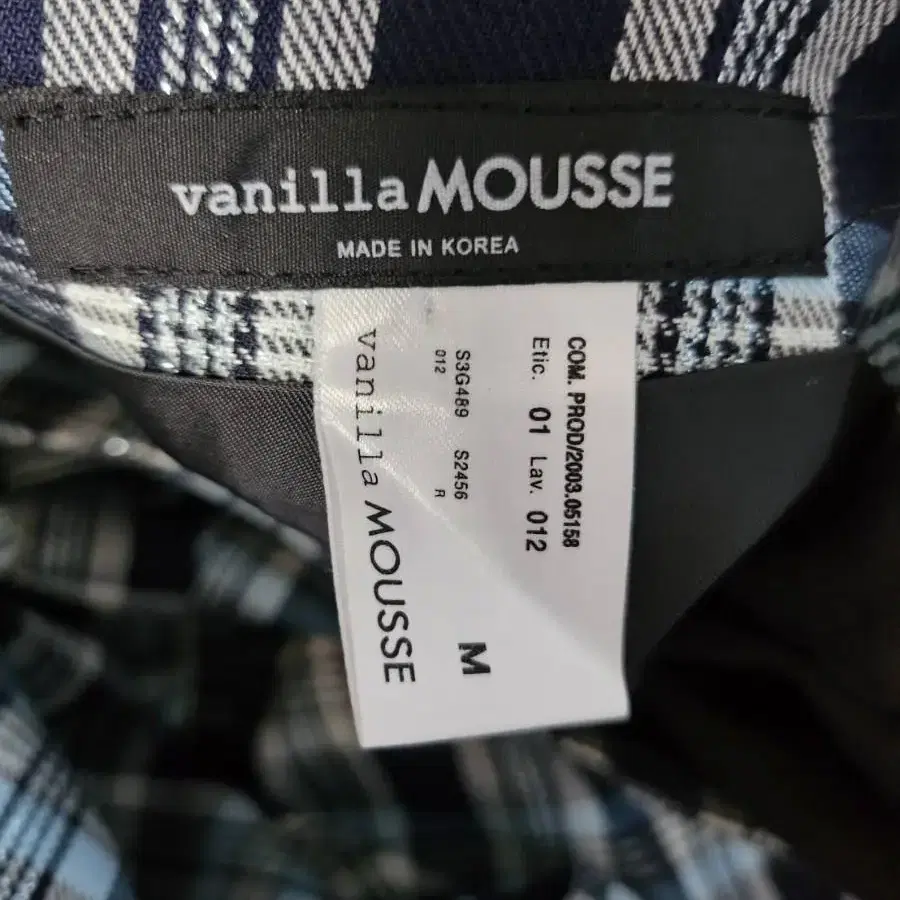 vanilla MOUSSE
MADE IN KOREA
COM. PROD/2003.05158
Etic. 01 Lav. 012
S3G489 S2456
012 R
M
vanilla MOUSSE